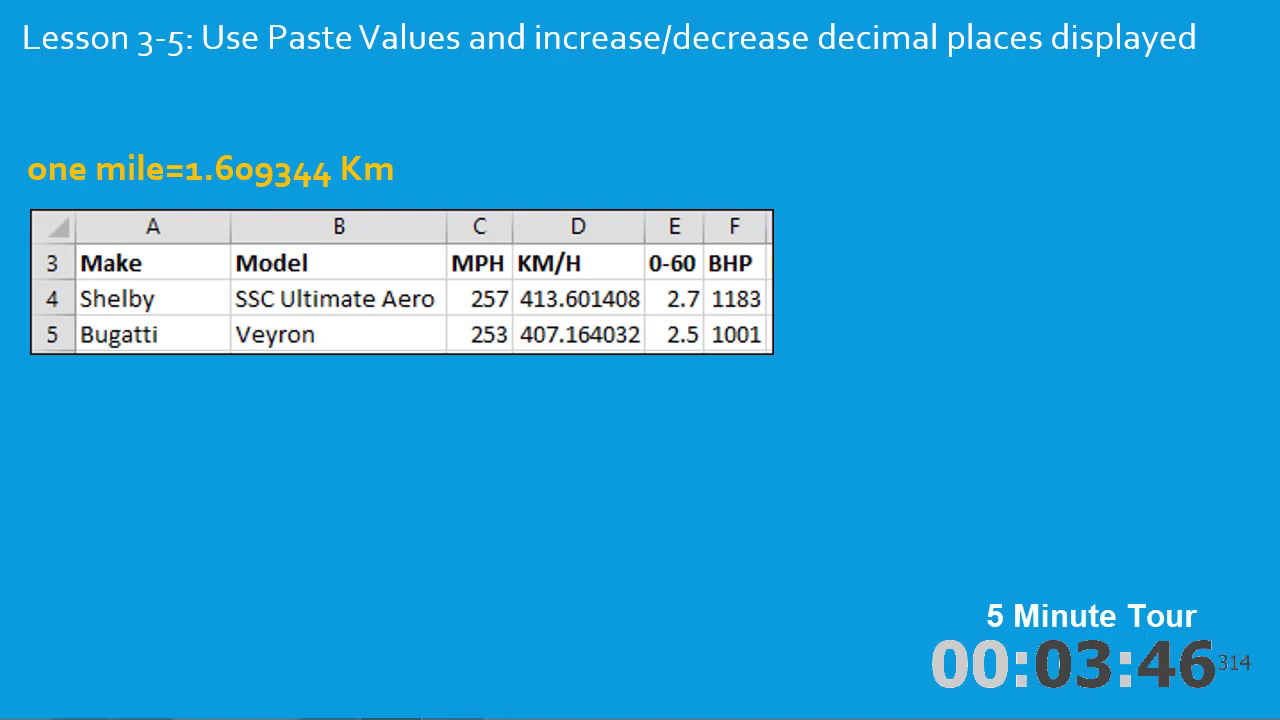 Lesson 3-5: Use Paste Values and increase/decrease decimal places displayed
one mile=1.609344 Km
A B C D E F
3 Make Model MPH KM/H 0-60 BHP
4 Shelby SSC Ultimate Aero 257 413.601408 2.7 1183
5 Bugatti Veyron 253 407.164032 2.5 1001
5 Minute Tour
00:03:46 314